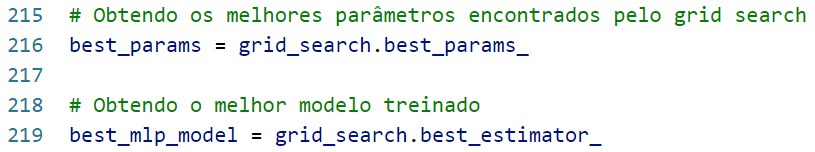 215 # Obtendo os melhores parâmetros encontrados pelo grid search
216 best_params = grid_search.best_params_
217
218 # Obtendo o melhor modelo treinado
219 best_mlp_model = grid_search.best_estimator_